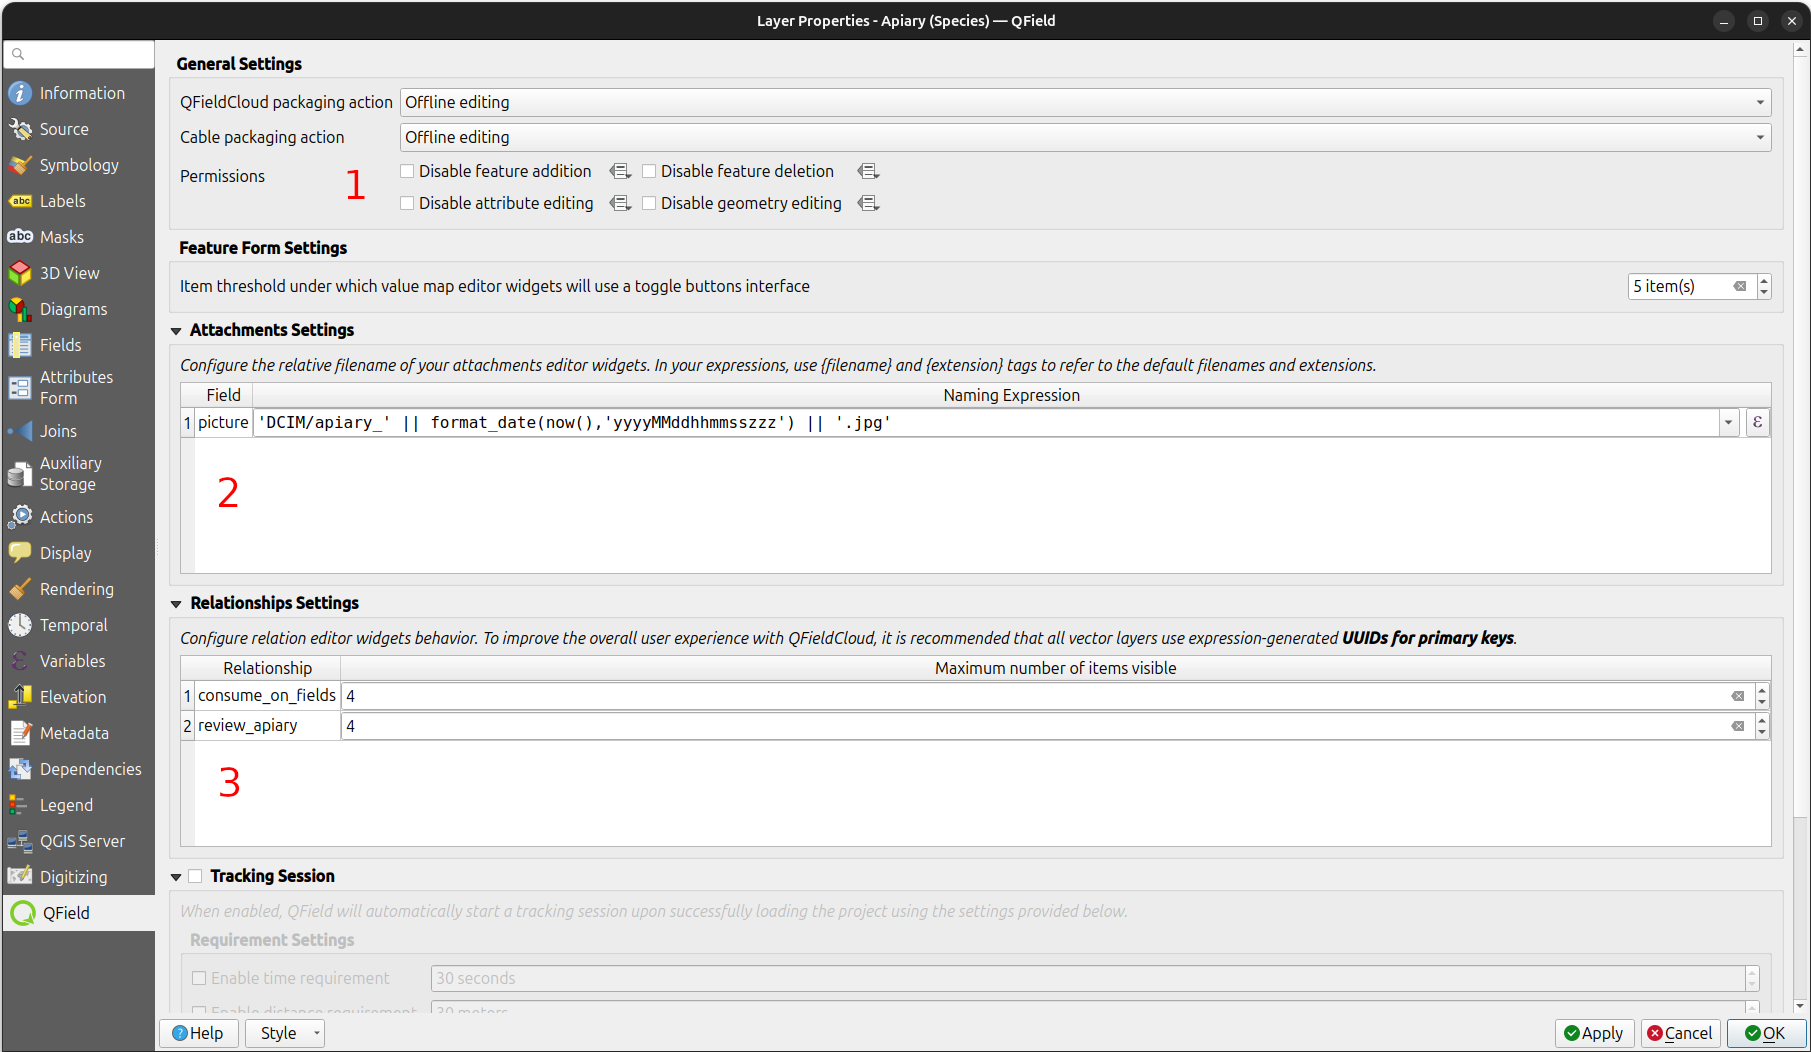 Layer Properties - Apiary (Species) — QField
Information
Source
Symbology
abc Labels
abc Masks
3D View
Diagrams
Fields
Attributes
Form
Joins
Auxiliary
Storage
Actions
Display
Rendering
Temporal
ε Variables
Elevation
Metadata
Dependencies
Legend
QGIS Server
Digitizing
QField
General Settings
QFieldCloud packaging action Offline editing
Cable packaging action Offline editing
Permissions 1 Disable feature addition Disable feature deletion
Disable attribute editing Disable geometry editing
Feature Form Settings
Item threshold under which value map editor widgets will use a toggle buttons interface 5 item(s)
Attachments Settings
Configure the relative filename of your attachments editor widgets. In your expressions, use {filename} and {extension} tags to refer to the default filenames and extensions.
Field Naming Expression
1 picture 'DCIM/apiary_' || format_date(now(),'yyyyMMddhhmmsszzz') || '.jpg' ε
2
Relationships Settings
Configure relation editor widgets behavior. To improve the overall user experience with QFieldCloud, it is recommended that all vector layers use expression-generated UUIDs for primary keys.
Relationship Maximum number of items visible
1 consume_on_fields 4
2 review_apiary 4
3
Tracking Session
When enabled, QField will automatically start a tracking session upon successfully loading the project using the settings provided below.
Requirement Settings
Enable time requirement 30 seconds
Enable distance requirement 30 meters
Help Style Apply Cancel OK